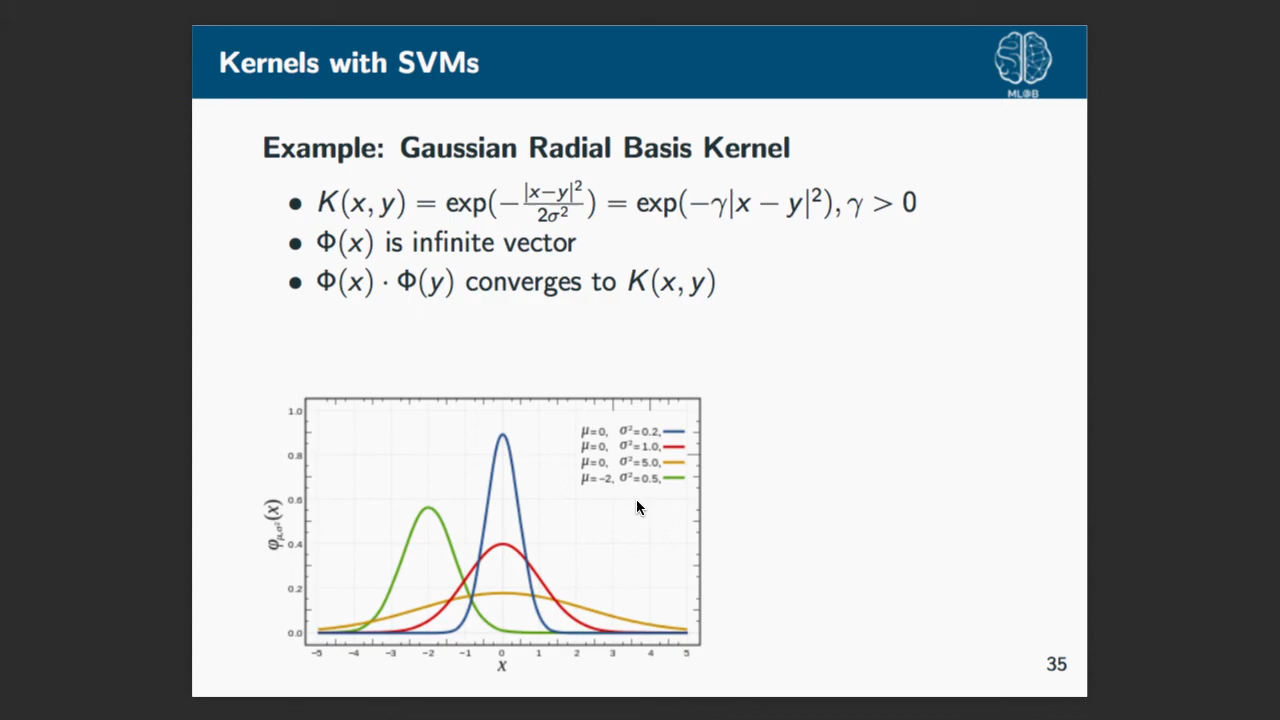 Kernels with SVMs
ML@B
Example: Gaussian Radial Basis Kernel
• K(x, y) = exp(−|x−y|²/2σ²) = exp(−γ|x − y|²), γ > 0
• Φ(x) is infinite vector
• Φ(x) · Φ(y) converges to K(x, y)
1.0
0.8
0.6
0.4
0.2
0.0
φμ,σ²(x)
μ=0, σ²=0.2,
μ=0, σ²=1.0,
μ=0, σ²=5.0,
μ=−2, σ²=0.5,
−5 −4 −3 −2 −1 0 1 2 3 4 5
x
35